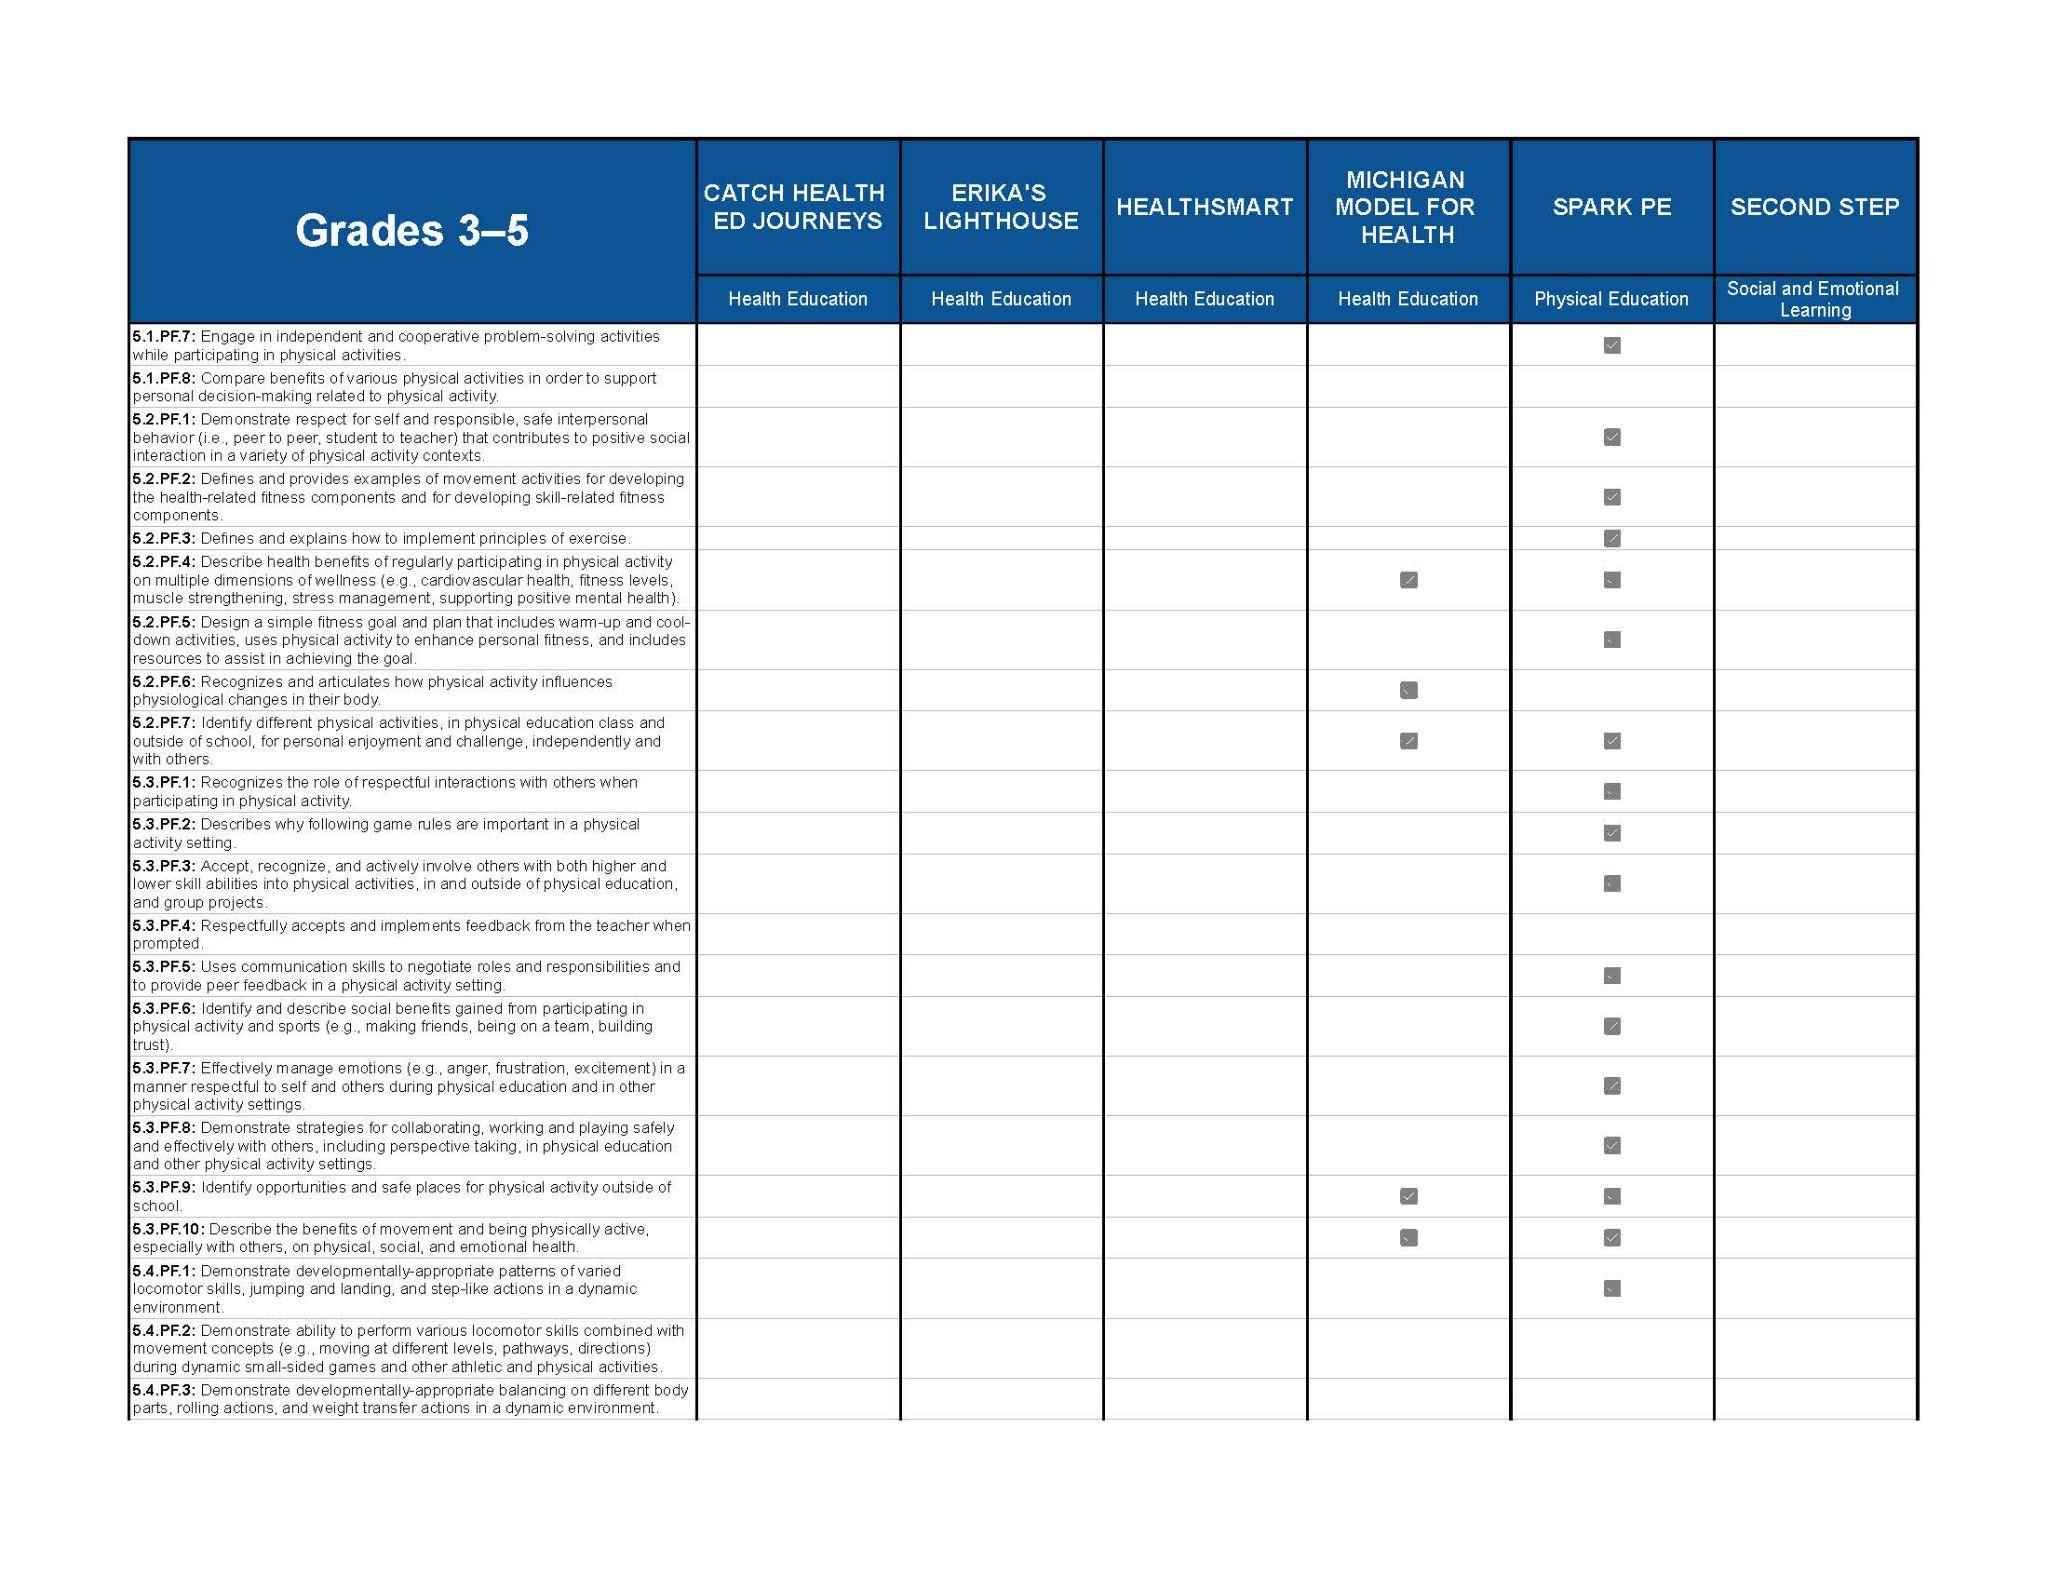 Grades 3–5
CATCH HEALTH
ED JOURNEYS
ERIKA'S
LIGHTHOUSE
HEALTHSMART
MICHIGAN
MODEL FOR
HEALTH
SPARK PE
SECOND STEP
Health Education
Health Education
Health Education
Health Education
Physical Education
Social and Emotional
Learning
5.1.PF.7: Engage in independent and cooperative problem-solving activities
while participating in physical activities.
5.1.PF.8: Compare benefits of various physical activities in order to support
personal decision-making related to physical activity.
5.2.PF.1: Demonstrate respect for self and responsible, safe interpersonal
behavior (i.e., peer to peer, student to teacher) that contributes to positive social
interaction in a variety of physical activity contexts.
5.2.PF.2: Defines and provides examples of movement activities for developing
the health-related fitness components and for developing skill-related fitness
components.
5.2.PF.3: Defines and explains how to implement principles of exercise.
5.2.PF.4: Describe health benefits of regularly participating in physical activity
on multiple dimensions of wellness (e.g., cardiovascular health, fitness levels,
muscle strengthening, stress management, supporting positive mental health).
5.2.PF.5: Design a simple fitness goal and plan that includes warm-up and cool-
down activities, uses physical activity to enhance personal fitness, and includes
resources to assist in achieving the goal.
5.2.PF.6: Recognizes and articulates how physical activity influences
physiological changes in their body.
5.2.PF.7: Identify different physical activities, in physical education class and
outside of school, for personal enjoyment and challenge, independently and
with others.
5.3.PF.1: Recognizes the role of respectful interactions with others when
participating in physical activity.
5.3.PF.2: Describes why following game rules are important in a physical
activity setting.
5.3.PF.3: Accept, recognize, and actively involve others with both higher and
lower skill abilities into physical activities, in and outside of physical education,
and group projects.
5.3.PF.4: Respectfully accepts and implements feedback from the teacher when
prompted.
5.3.PF.5: Uses communication skills to negotiate roles and responsibilities and
to provide peer feedback in a physical activity setting.
5.3.PF.6: Identify and describe social benefits gained from participating in
physical activity and sports (e.g., making friends, being on a team, building
trust).
5.3.PF.7: Effectively manage emotions (e.g., anger, frustration, excitement) in a
manner respectful to self and others during physical education and in other
physical activity settings.
5.3.PF.8: Demonstrate strategies for collaborating, working and playing safely
and effectively with others, including perspective taking, in physical education
and other physical activity settings.
5.3.PF.9: Identify opportunities and safe places for physical activity outside of
school.
5.3.PF.10: Describe the benefits of movement and being physically active,
especially with others, on physical, social, and emotional health.
5.4.PF.1: Demonstrate developmentally-appropriate patterns of varied
locomotor skills, jumping and landing, and step-like actions in a dynamic
environment.
5.4.PF.2: Demonstrate ability to perform various locomotor skills combined with
movement concepts (e.g., moving at different levels, pathways, directions)
during dynamic small-sided games and other athletic and physical activities.
5.4.PF.3: Demonstrate developmentally-appropriate balancing on different body
parts, rolling actions, and weight transfer actions in a dynamic environment.